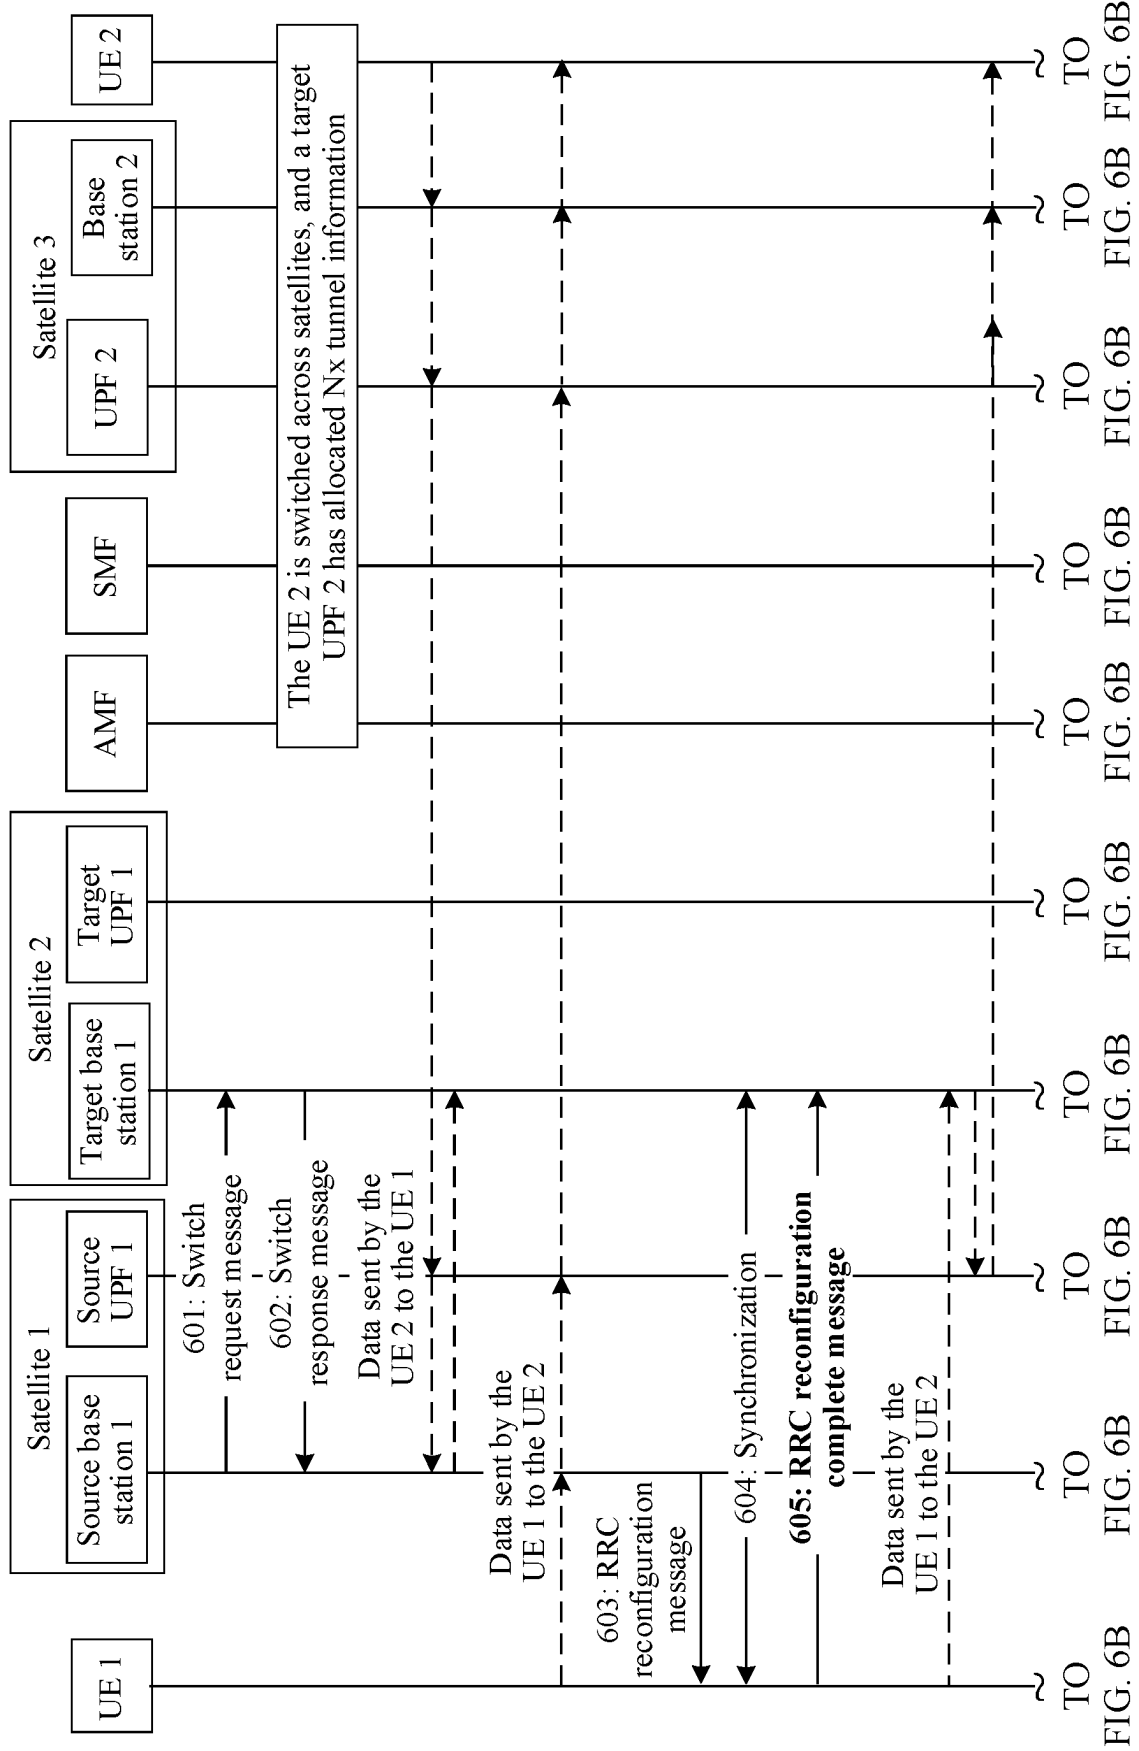 Satellite 1
Satellite 2
Satellite 3
UE 1
Source base
station 1
Source
UPF 1
Target base
station 1
Target
UPF 1
AMF
SMF
UPF 2
Base
station 2
UE 2
601: Switch
request message
The UE 2 is switched across satellites, and a target
UPF 2 has allocated Nx tunnel information
602: Switch
response message
Data sent by the
UE 2 to the UE 1
Data sent by the
UE 1 to the UE 2
603: RRC
reconfiguration
message
604: Synchronization
605: RRC reconfiguration
complete message
Data sent by the
UE 1 to the UE 2
TO
FIG. 6B
TO
FIG. 6B
TO
FIG. 6B
TO
FIG. 6B
TO
FIG. 6B
TO
FIG. 6B
TO
FIG. 6B
TO
FIG. 6B
TO
FIG. 6B
TO
FIG. 6B